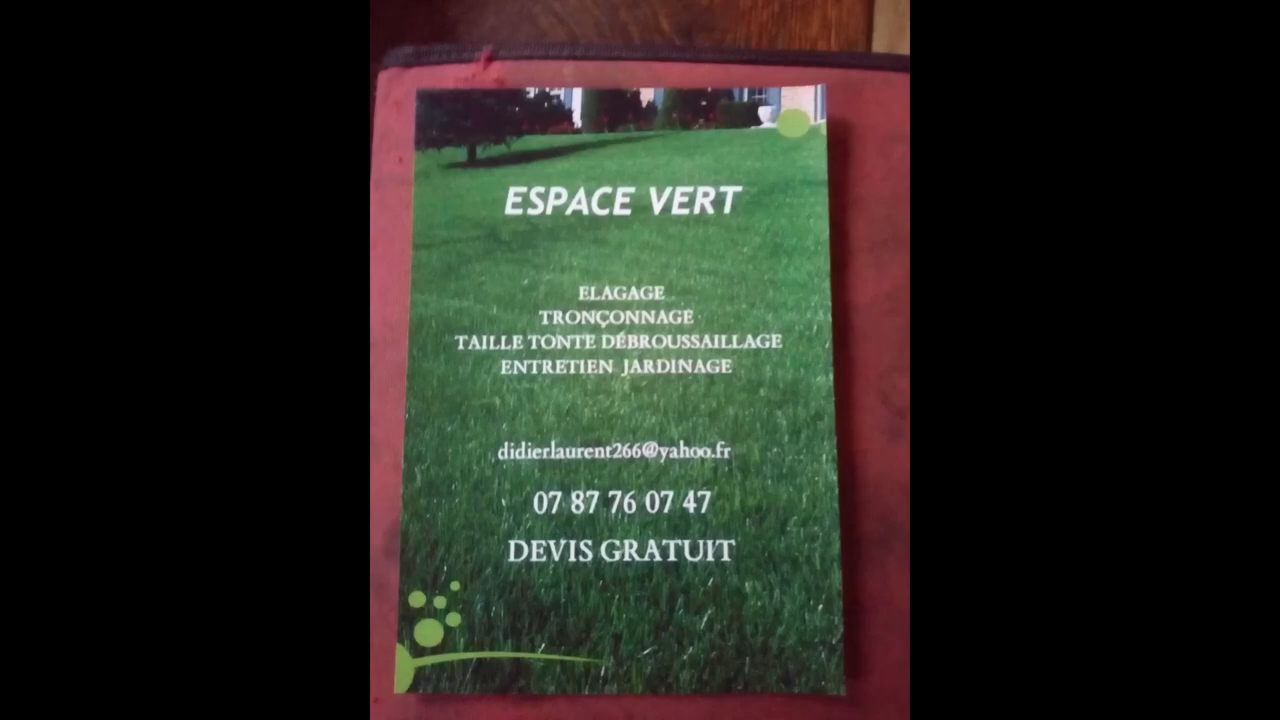 ESPACE VERT
ELAGAGE
TRONÇONNAGE
TAILLE TONTE DÉBROUSSAILLAGE
ENTRETIEN JARDINAGE
didierlaurent266@yahoo.fr
07 87 76 07 47
DEVIS GRATUIT